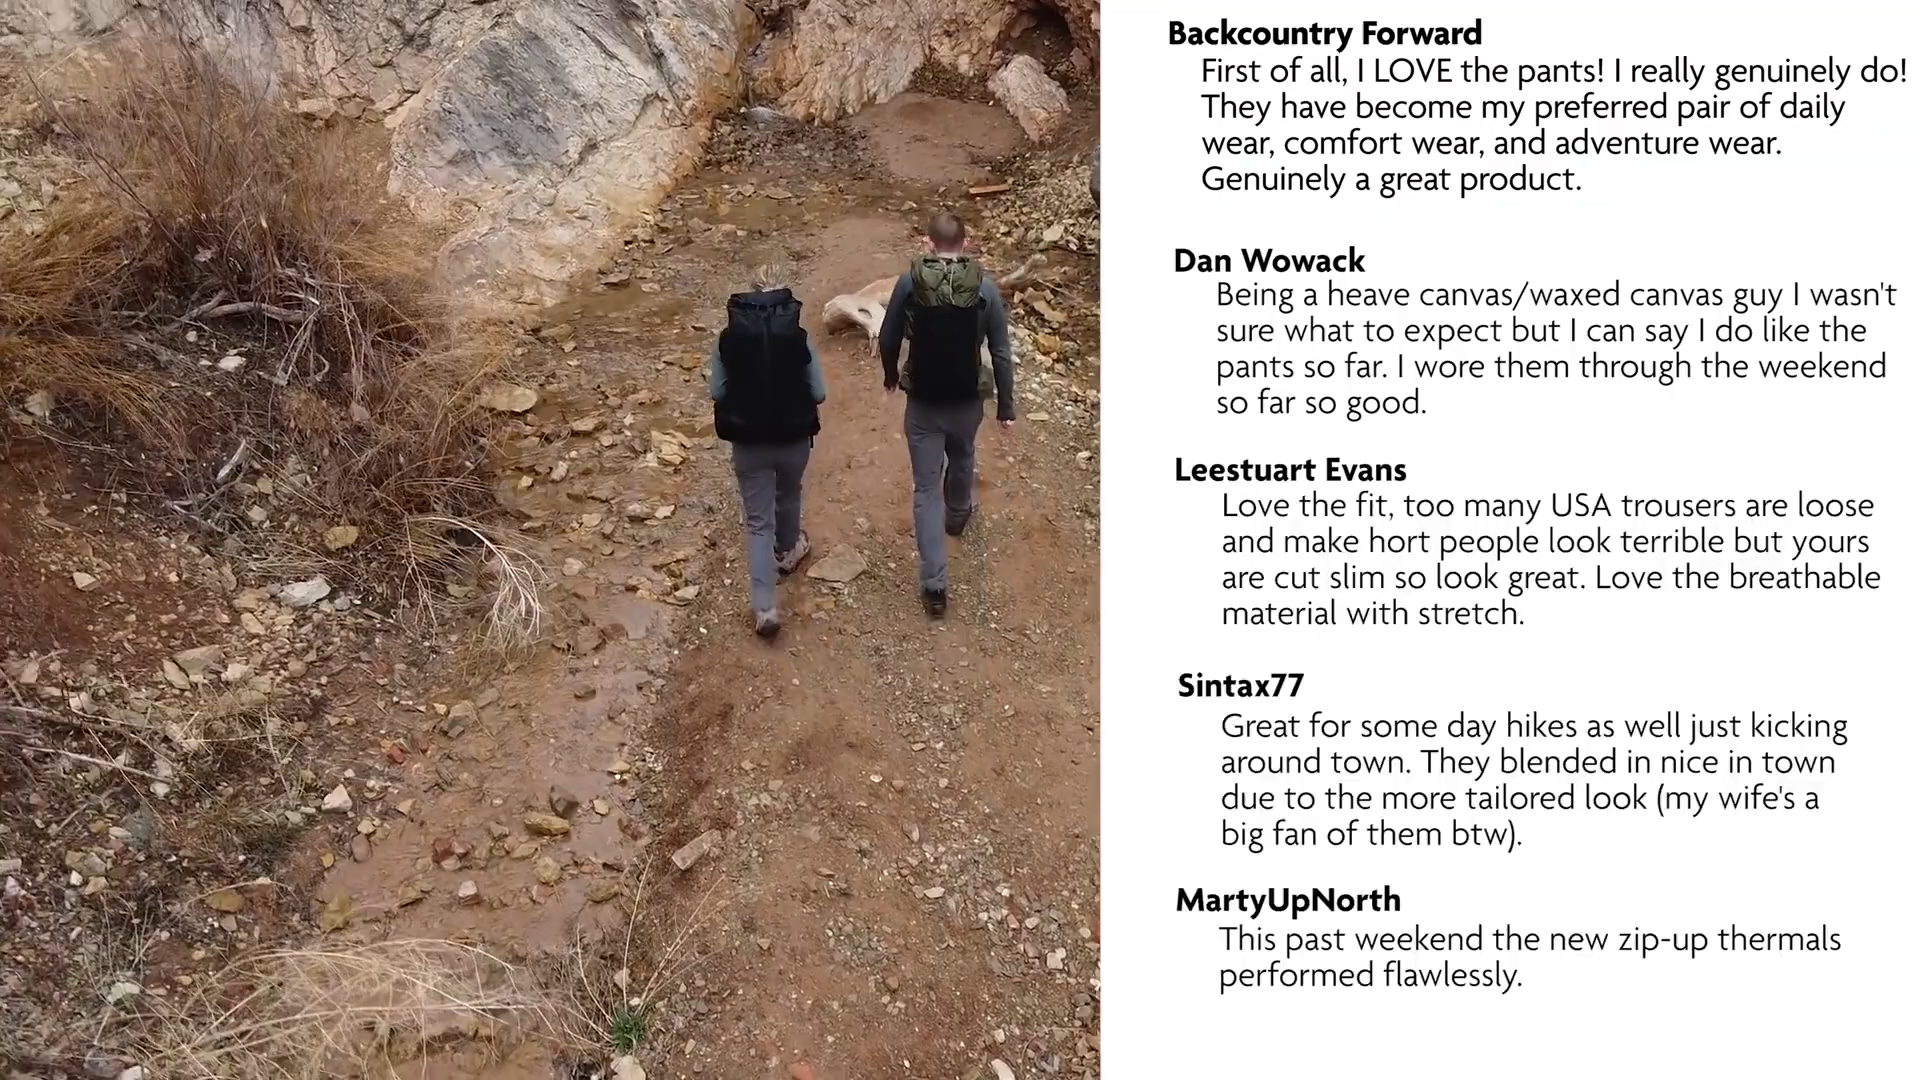 Backcountry Forward
First of all, I LOVE the pants! I really genuinely do!
They have become my preferred pair of daily
wear, comfort wear, and adventure wear.
Genuinely a great product.
Dan Wowack
Being a heave canvas/waxed canvas guy I wasn't
sure what to expect but I can say I do like the
pants so far. I wore them through the weekend
so far so good.
Leestuart Evans
Love the fit, too many USA trousers are loose
and make hort people look terrible but yours
are cut slim so look great. Love the breathable
material with stretch.
Sintax77
Great for some day hikes as well just kicking
around town. They blended in nice in town
due to the more tailored look (my wife's a
big fan of them btw).
MartyUpNorth
This past weekend the new zip-up thermals
performed flawlessly.